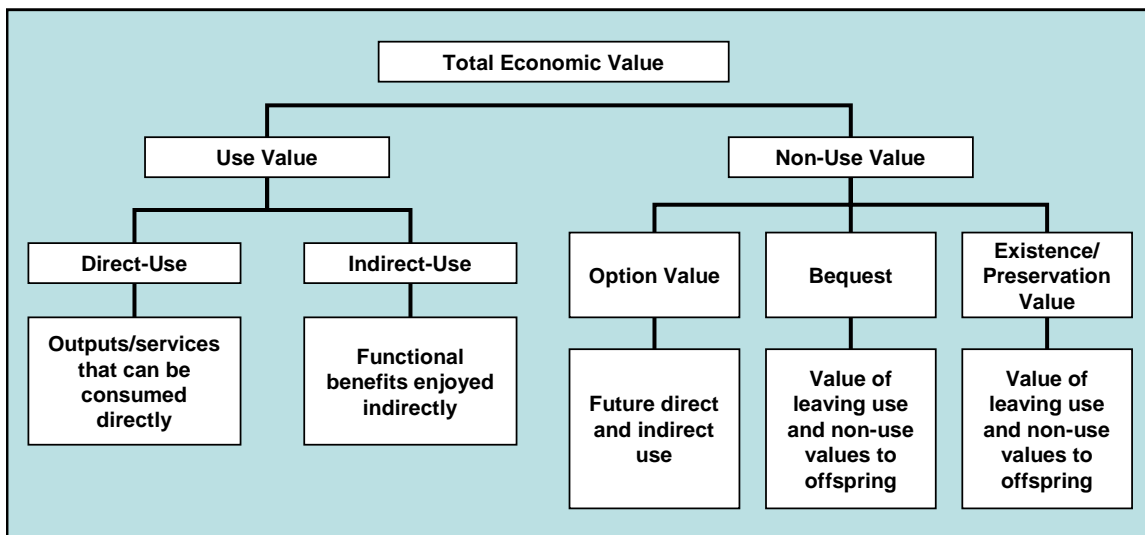 Total Economic Value
Use Value
Non-Use Value
Direct-Use
Indirect-Use
Option Value
Bequest
Existence/
Preservation
Value
Outputs/services
that can be
consumed
directly
Functional
benefits enjoyed
indirectly
Future direct
and indirect
use
Value of
leaving use
and non-use
values to
offspring
Value of
leaving use
and non-use
values to
offspring